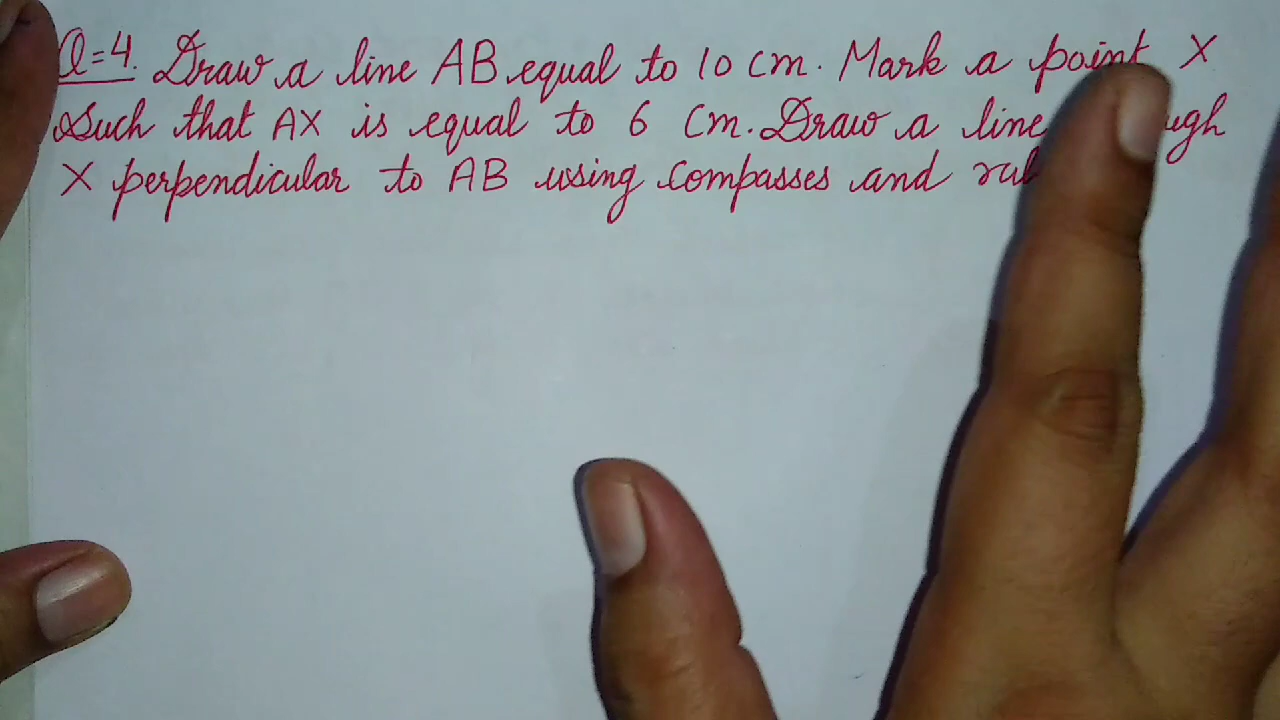 Q=4. Draw a line AB equal to 10 cm. Mark a point X
Such that AX is equal to 6 cm. Draw a line
X perpendicular to AB using compasses and